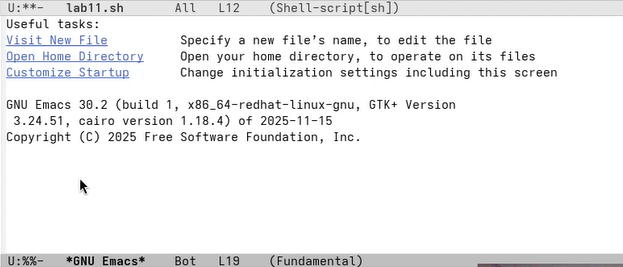 U:**-  lab11.sh  All  L12  (Shell-script[sh])
Useful tasks:
Visit New File  Specify a new file’s name, to edit the file
Open Home Directory  Open your home directory, to operate on its files
Customize Startup  Change initialization settings including this screen
GNU Emacs 30.2 (build 1, x86_64-redhat-linux-gnu, GTK+ Version
3.24.51, cairo version 1.18.4) of 2025-11-15
Copyright (C) 2025 Free Software Foundation, Inc.
U:%%-  *GNU Emacs*  Bot  L19  (Fundamental)